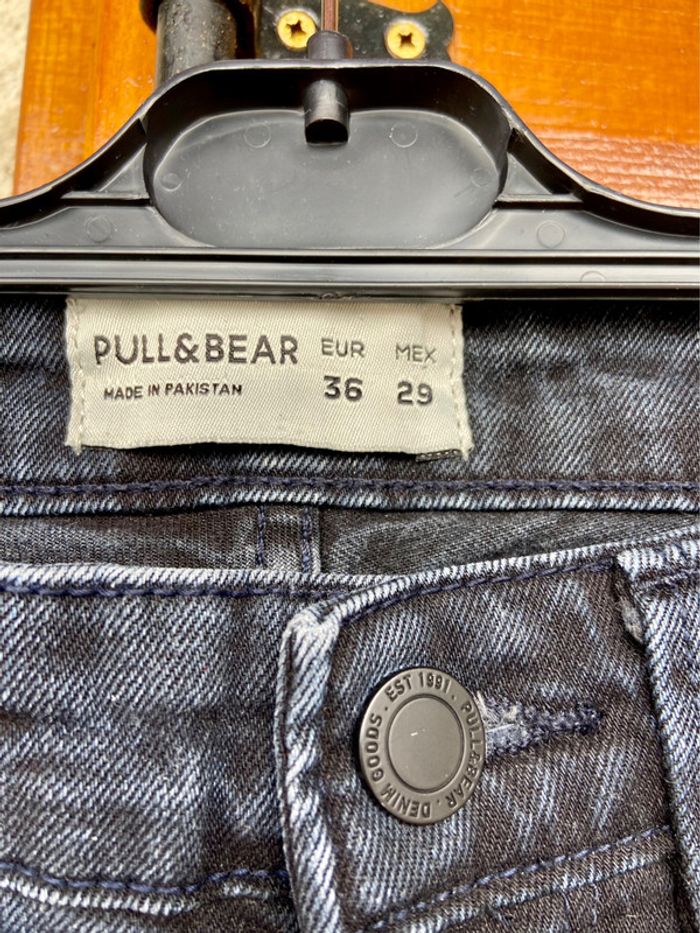 PULL&BEAR EUR MEX
MADE IN PAKISTAN 36 29
EST 1991 . PULL&BEAR . DENIM GOODS .